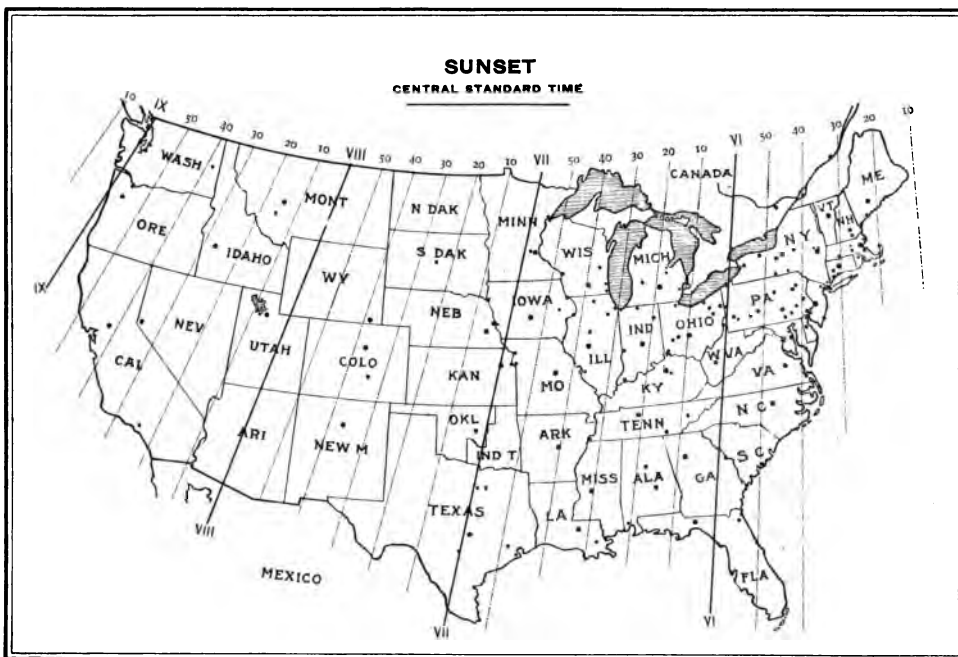 SUNSET
CENTRAL STANDARD TIME
10 IX 50 40 30 20 10 VIII 50 40 30 20 10 VII 50 40 30 20 10 VI 50 40 30 20 10
CANADA
WASH
MONT
N DAK
MINN
ME
VT
NH
ORE
IDAHO
S DAK
WIS
MICH
N Y
WY
IX
IOWA
PA
NEB
NEV
IND
OHIO
UTAH
COLO
ILL
W VA
CAL
KAN
MO
VA
KY
N C
OKL
TENN
ARI
NEW M
ARK
IND T
S C
MISS
ALA
GA
TEXAS
LA
VIII
MEXICO
FLA
VI
VII